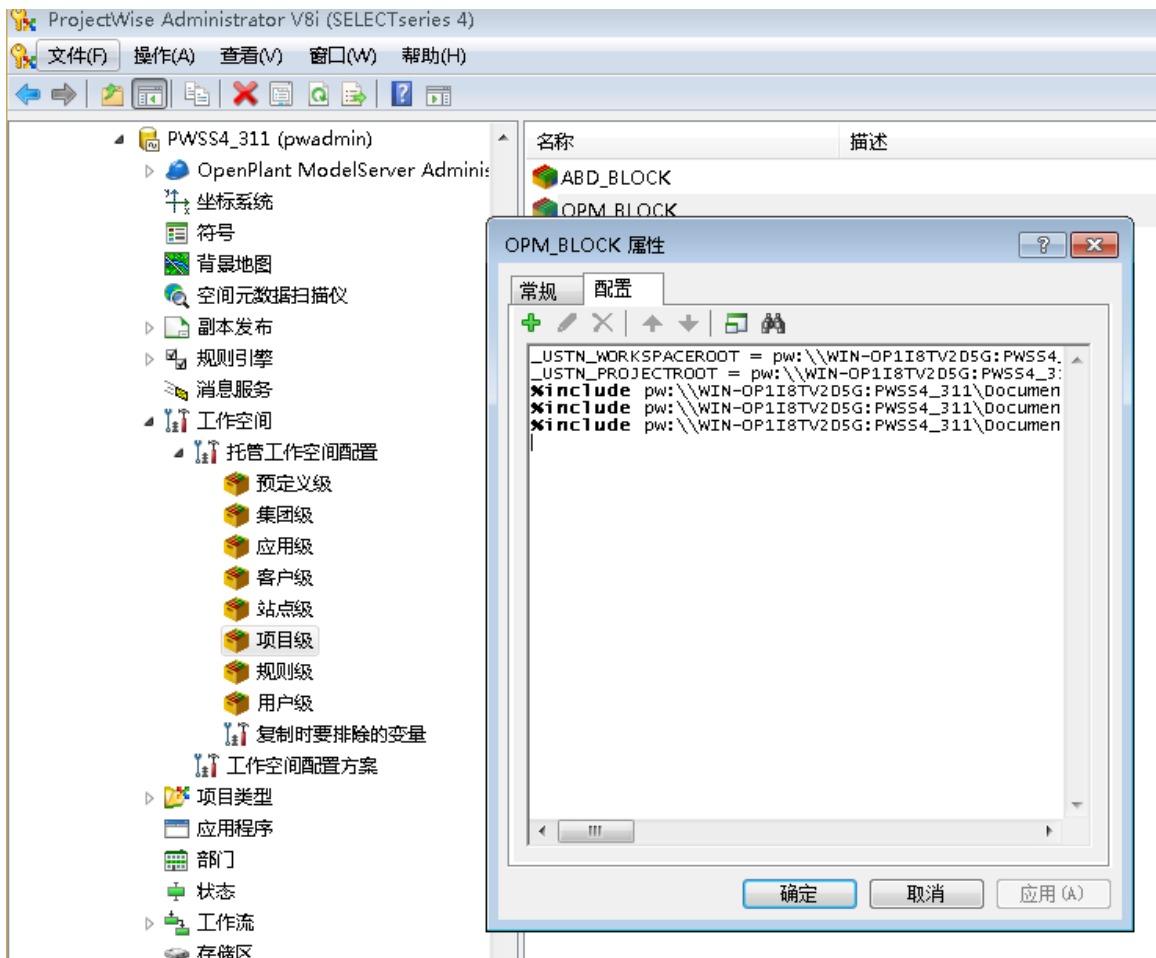 ProjectWise Administrator V8i (SELECTseries 4)
文件(F) 操作(A) 查看(V) 窗口(W) 帮助(H)
PWSS4_311 (pwadmin)
OpenPlant ModelServer Adminis
坐标系统
符号
背景地图
空间元数据扫描仪
副本发布
规则引擎
消息服务
工作空间
托管工作空间配置
预定义级
集团级
应用级
客户级
站点级
项目级
规则级
用户级
复制时要排除的变量
工作空间配置方案
项目类型
应用程序
部门
状态
工作流
存储区
名称 描述
ABD_BLOCK
OPM_BLOCK
OPM_BLOCK 属性
常规 配置
_USTN_WORKSPACEROOT = pw:\\WIN-OP1I8TV2D5G:PWSS4_
_USTN_PROJECTROOT = pw:\\WIN-OP1I8TV2D5G:PWSS4_31
%include pw:\\WIN-OP1I8TV2D5G:PWSS4_311\Documen
%include pw:\\WIN-OP1I8TV2D5G:PWSS4_311\Documen
%include pw:\\WIN-OP1I8TV2D5G:PWSS4_311\Documen
确定 取消 应用(A)